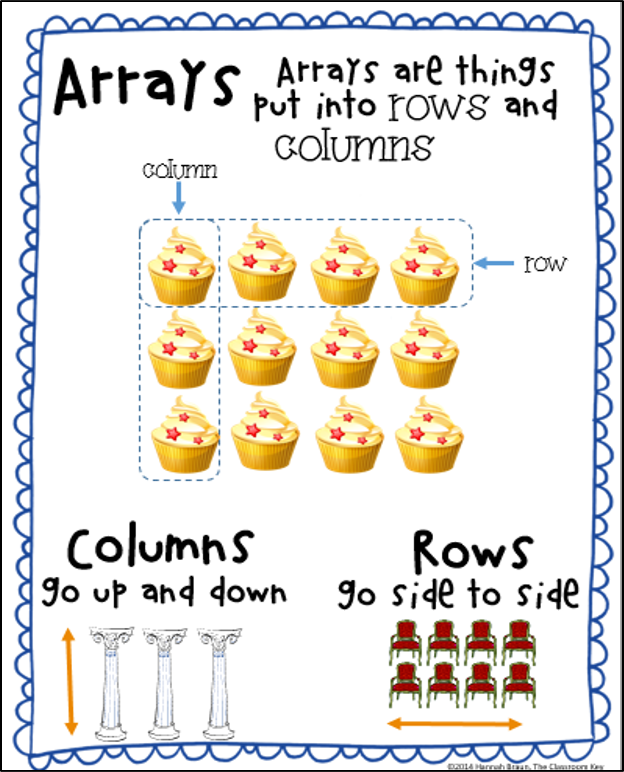 Arrays
Arrays are things
put into rows and
columns
column
row
Columns
go up and down
Rows
go side to side
©2014 Hannah Braun, The Classroom Key